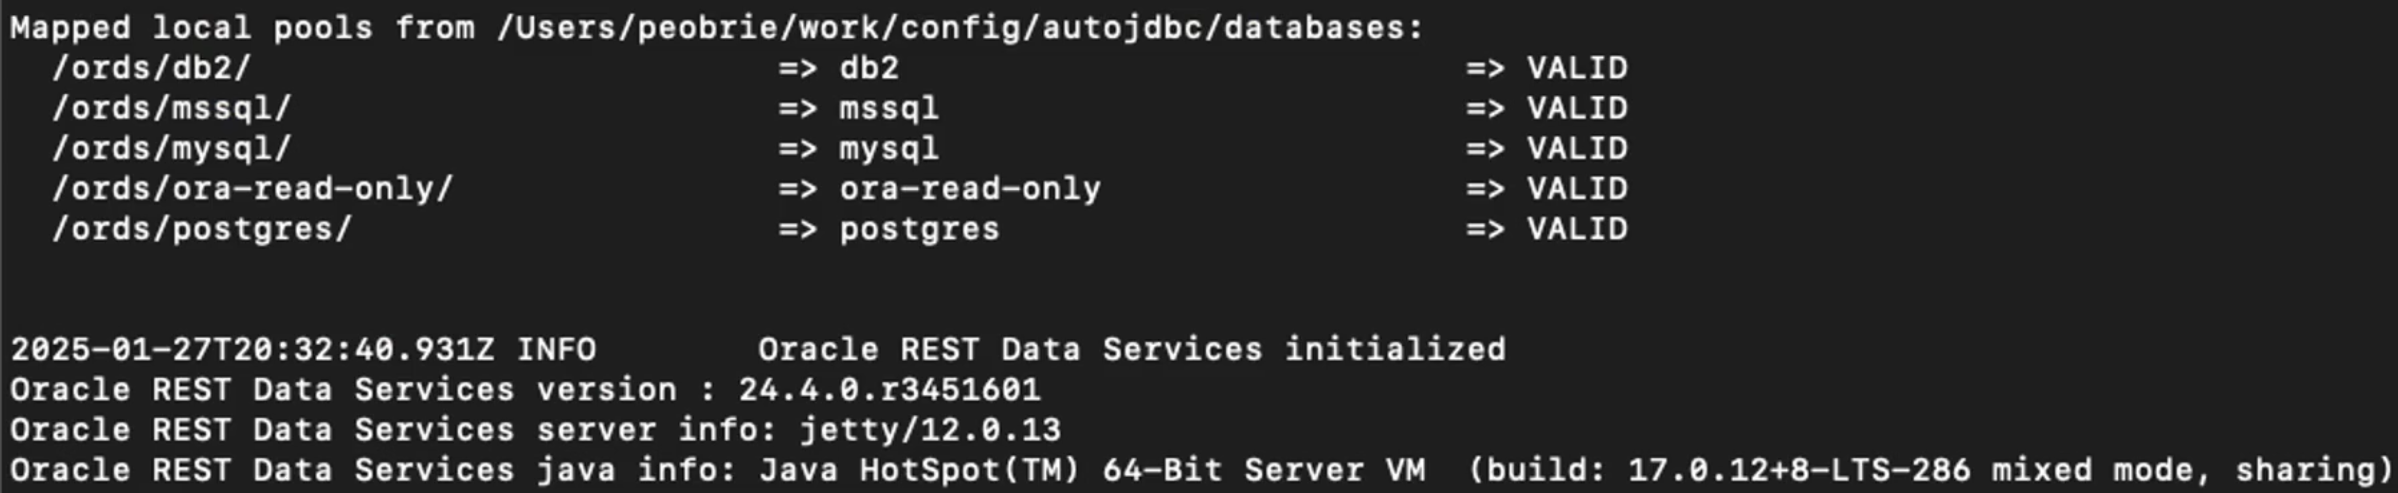 Mapped local pools from /Users/peobrie/work/config/autojdbc/databases:
  /ords/db2/                          => db2                            => VALID
  /ords/mssql/                        => mssql                          => VALID
  /ords/mysql/                        => mysql                          => VALID
  /ords/ora-read-only/                => ora-read-only                  => VALID
  /ords/postgres/                     => postgres                       => VALID
2025-01-27T20:32:40.931Z INFO        Oracle REST Data Services initialized
Oracle REST Data Services version : 24.4.0.r3451601
Oracle REST Data Services server info: jetty/12.0.13
Oracle REST Data Services java info: Java HotSpot(TM) 64-Bit Server VM  (build: 17.0.12+8-LTS-286 mixed mode, sharing)